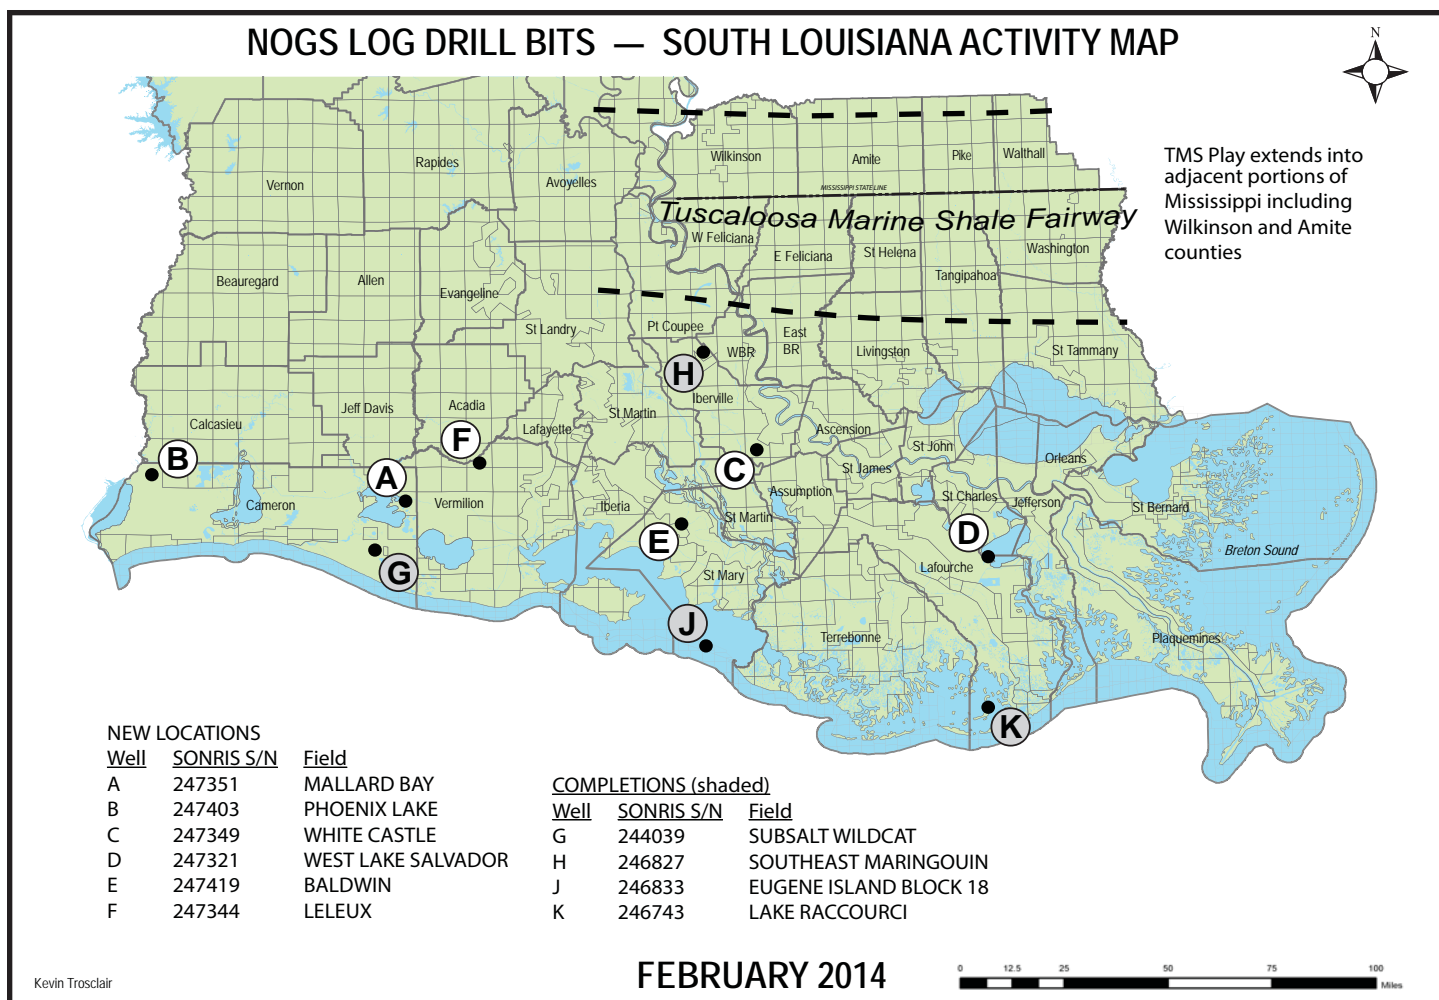 NOGS LOG DRILL BITS — SOUTH LOUISIANA ACTIVITY MAP
N
TMS Play extends into
adjacent portions of
Mississippi including
Wilkinson and Amite
counties
Wilkinson
Amite
Pike
Walthall
Rapides
Vernon
Avoyelles
MISSISSIPPI STATE LINE
Tuscaloosa Marine Shale Fairway
W Feliciana
E Feliciana
St Helena
Washington
Tangipahoa
Beauregard
Allen
Evangeline
St Landry
Pt Coupee
WBR
East
BR
Livingston
St Tammany
H
Iberville
Jeff Davis
Acadia
Calcasieu
St Martin
Lafayette
Ascension
St John
F
B
C
A
St James
Orleans
Assumption
Cameron
Vermilion
Iberia
St Martin
St Charles
Jefferson
St Bernard
E
D
Breton Sound
G
St Mary
Lafourche
J
Terrebonne
Plaquemines
K
NEW LOCATIONS
Well SONRIS S/N Field
A 247351 MALLARD BAY
B 247403 PHOENIX LAKE
C 247349 WHITE CASTLE
D 247321 WEST LAKE SALVADOR
E 247419 BALDWIN
F 247344 LELEUX
COMPLETIONS (shaded)
Well SONRIS S/N Field
G 244039 SUBSALT WILDCAT
H 246827 SOUTHEAST MARINGOUIN
J 246833 EUGENE ISLAND BLOCK 18
K 246743 LAKE RACCOURCI
Kevin Trosclair
FEBRUARY 2014
0 12.5 25 50 75 100
Miles